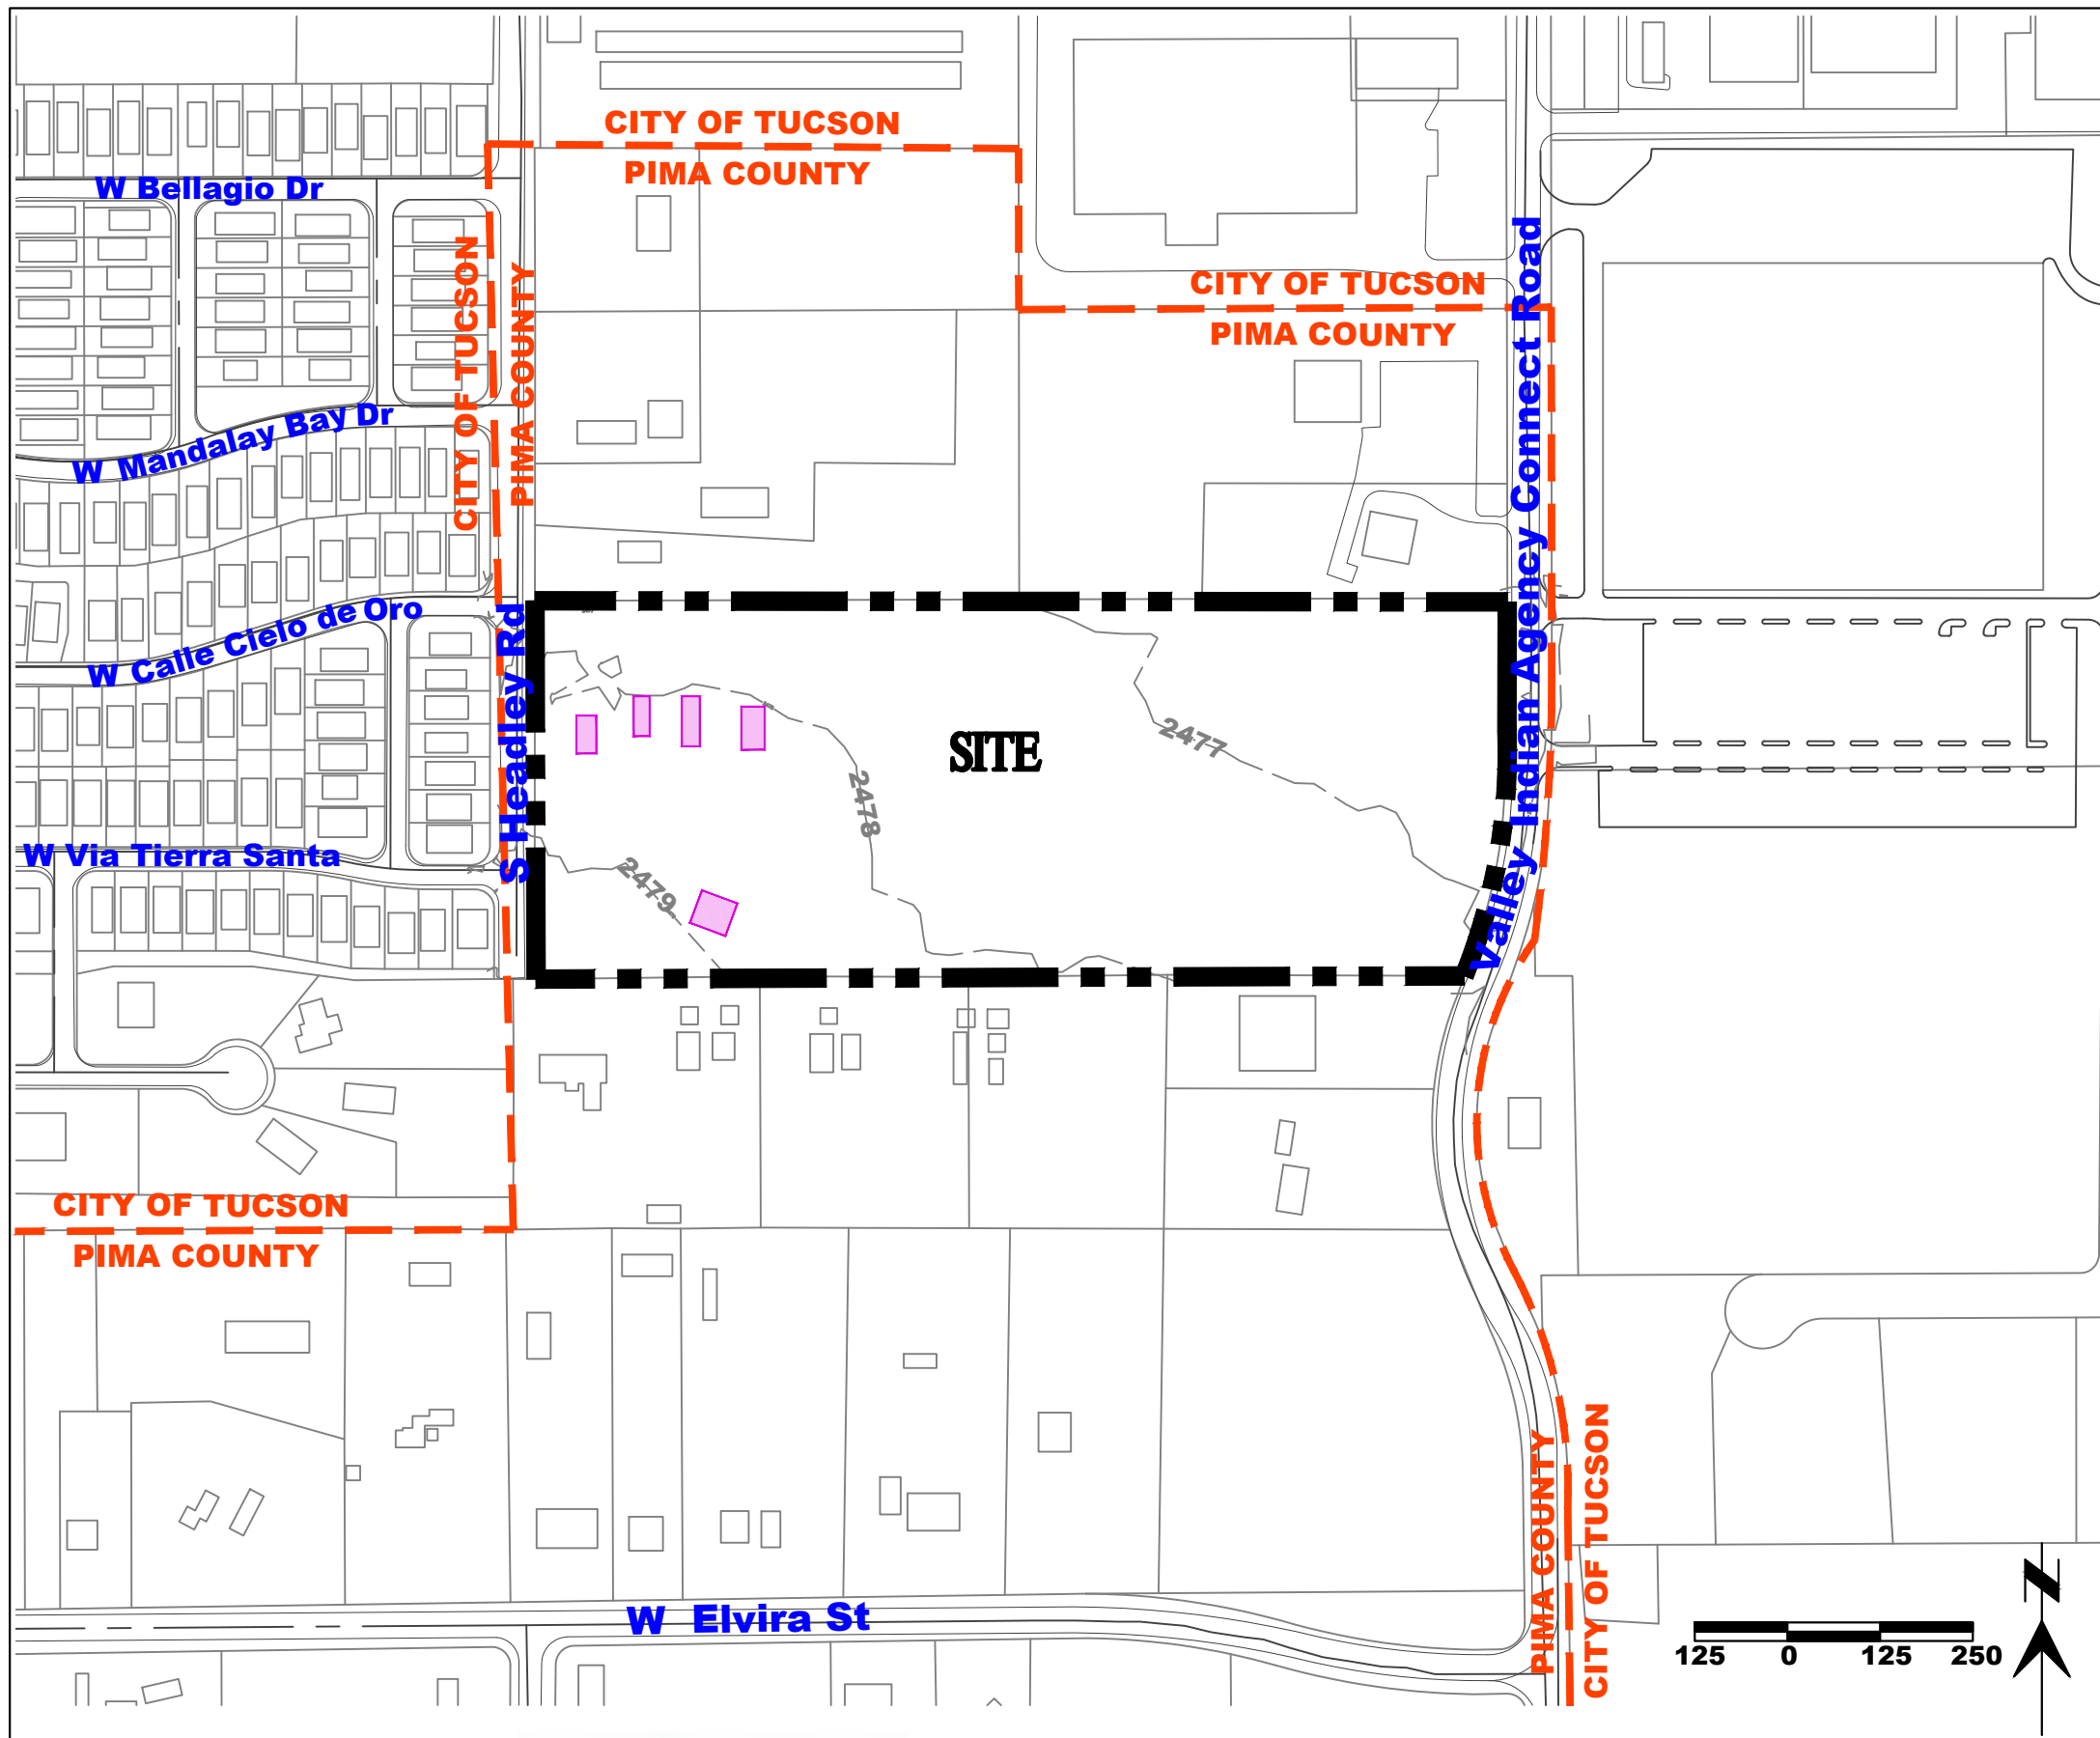 CITY OF TUCSON
PIMA COUNTY
W Bellagio Dr
CITY OF TUCSON
PIMA COUNTY
CITY OF TUCSON
PIMA COUNTY
W Mandalay Bay Dr
W Calle Cielo de Oro
S Headley Rd
Valley Indian Agency Connect Road
SITE
2477
2478
2479
W Via Tierra Santa
CITY OF TUCSON
PIMA COUNTY
PIMA COUNTY
CITY OF TUCSON
W Elvira St
N
125 0 125 250